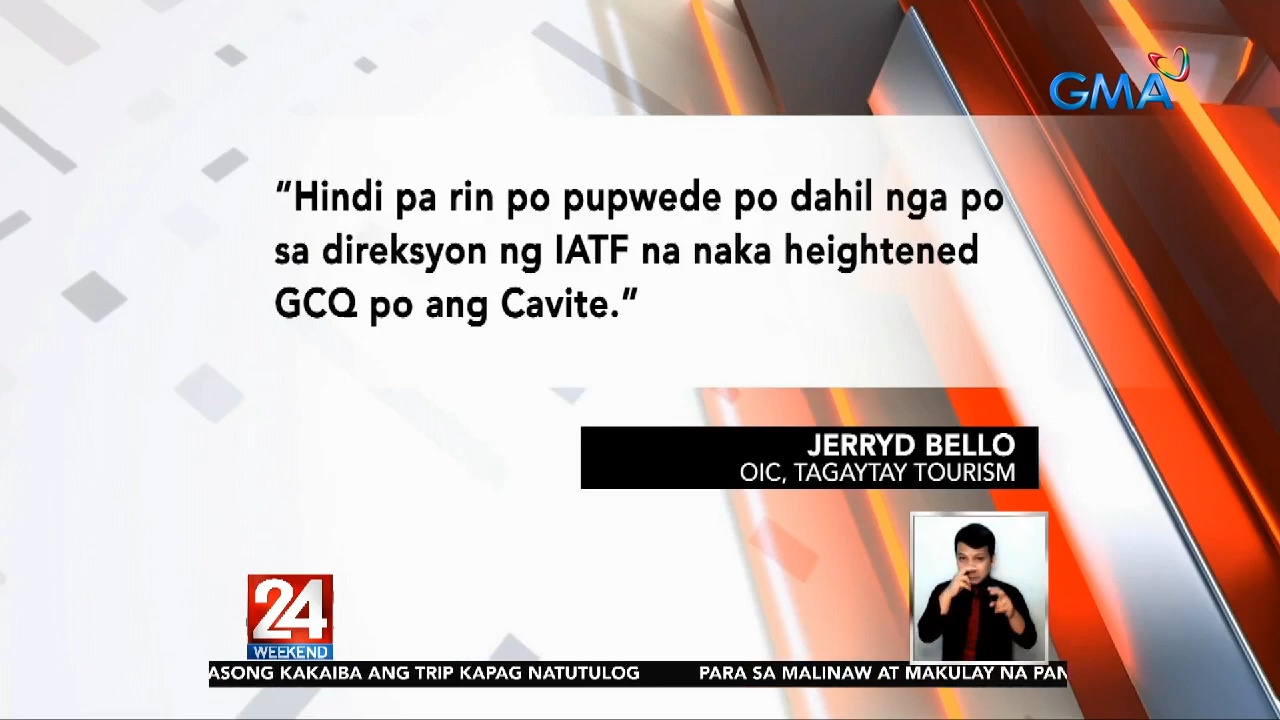 GMA
"Hindi pa rin po pupwede po dahil nga po
sa direksyon ng IATF na naka heightened
GCQ po ang Cavite."
JERRYD BELLO
OIC, TAGAYTAY TOURISM
24
WEEKEND
ASONG KAKAIBA ANG TRIP KAPAG NATUTULOG PARA SA MALINAW AT MAKULAY NA PAN